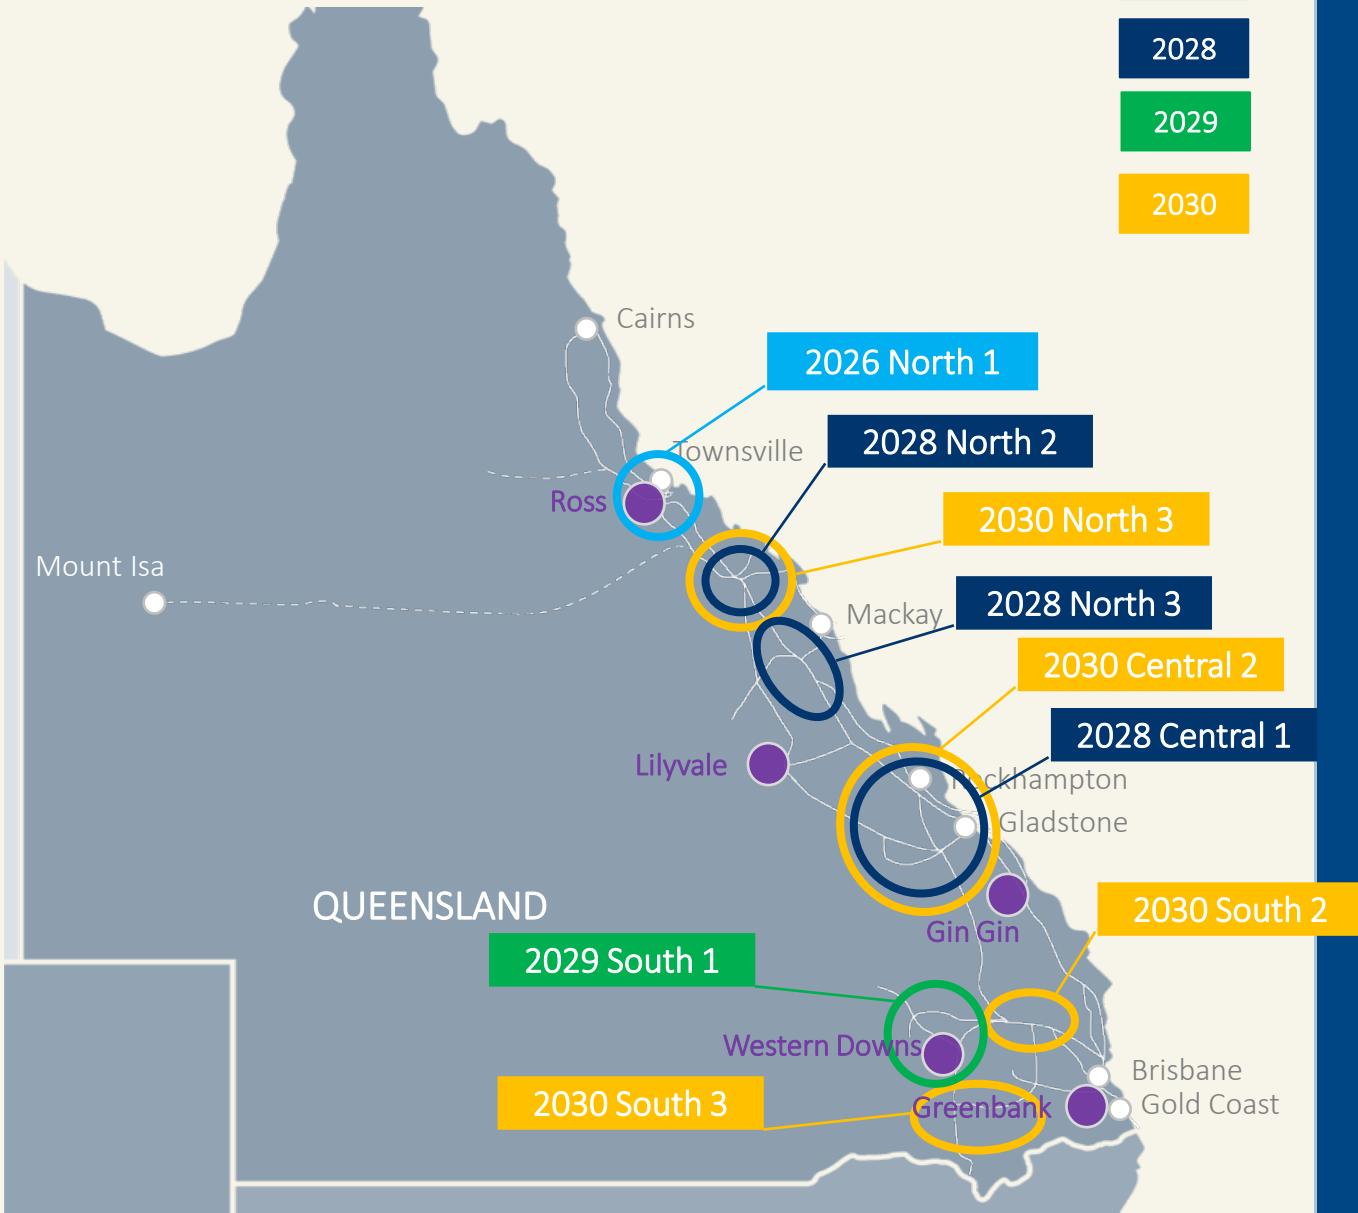 2028
2029
2030
Cairns
2026 North 1
2028 North 2
Townsville
Ross
2030 North 3
Mount Isa
2028 North 3
Mackay
2030 Central 2
2028 Central 1
Lilyvale
Rockhampton
Gladstone
QUEENSLAND
2030 South 2
Gin Gin
2029 South 1
Western Downs
Brisbane
2030 South 3
Greenbank
Gold Coast